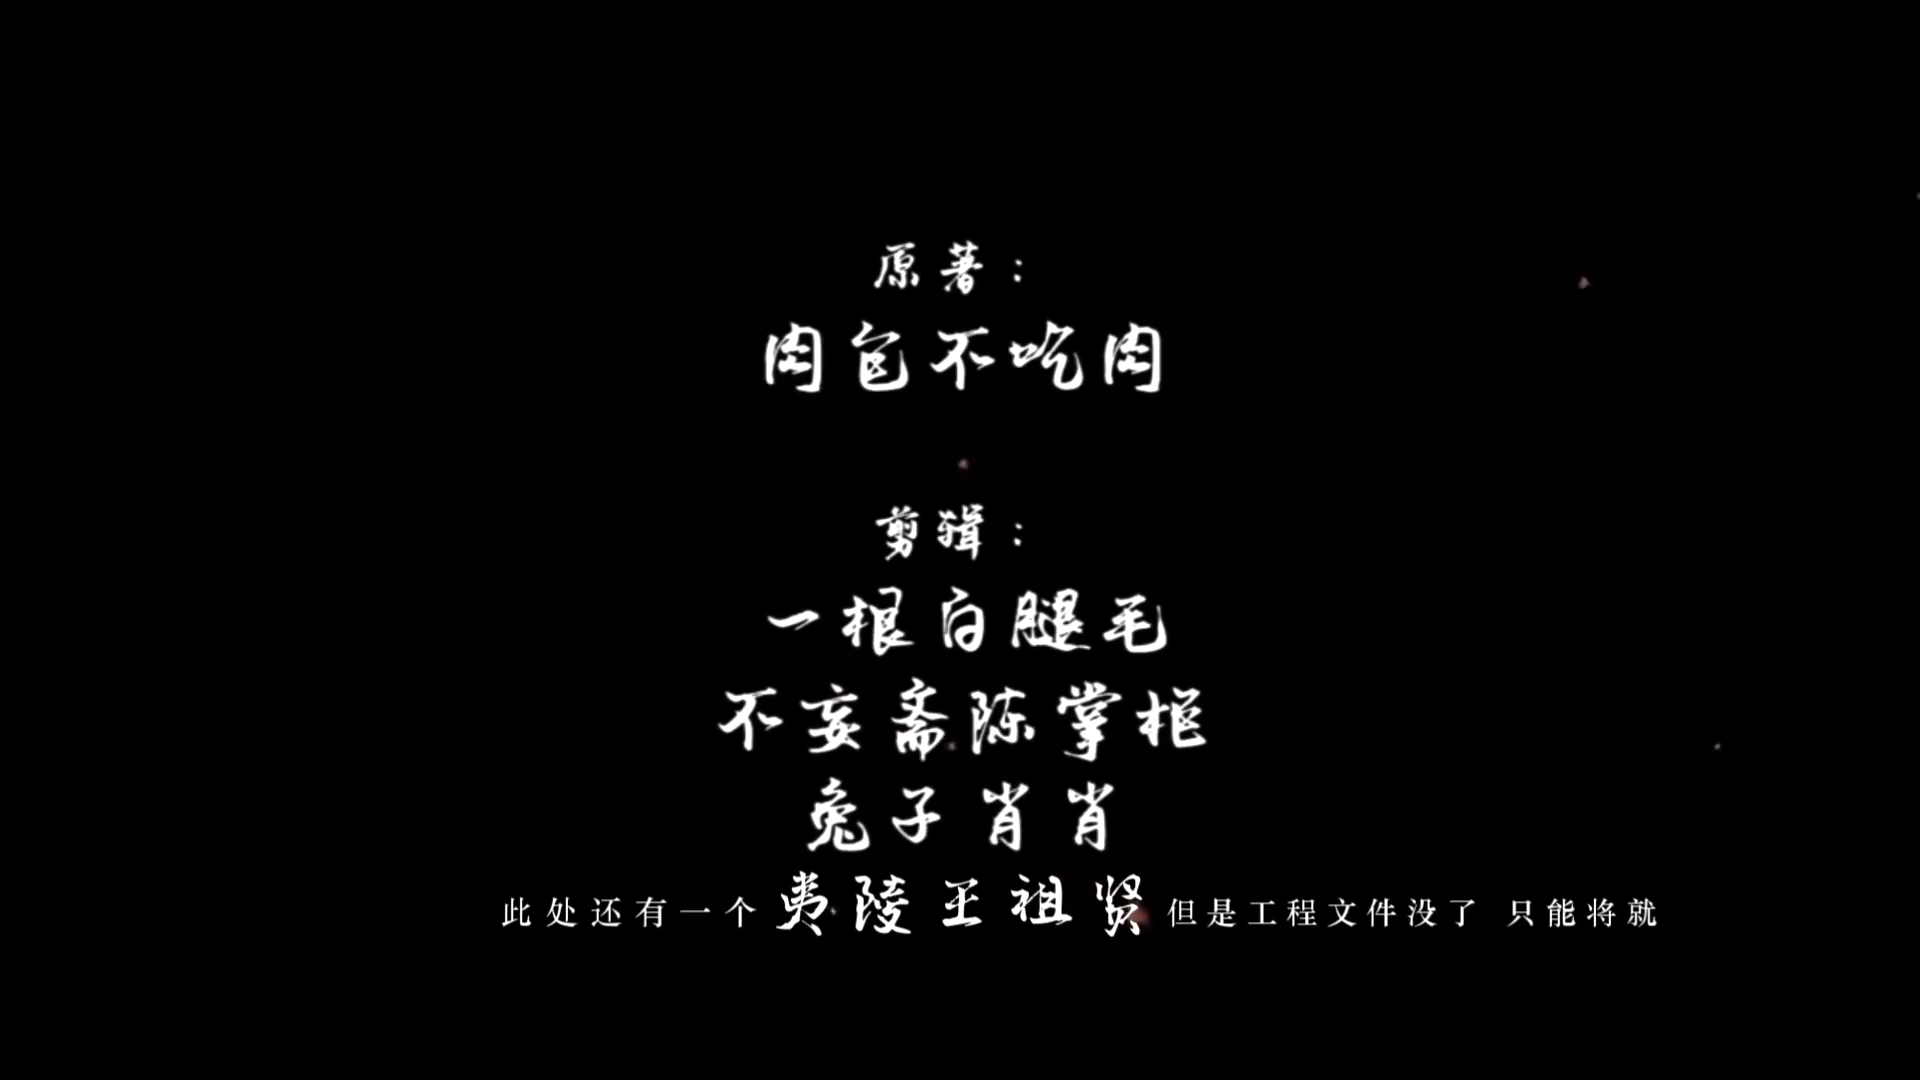 原著：
肉包不吃肉
剪辑：
一根白腿毛
不妄斋陈掌柜
兔子肖肖
此处还有一个夷陵王祖贤但是工程文件没了 只能将就